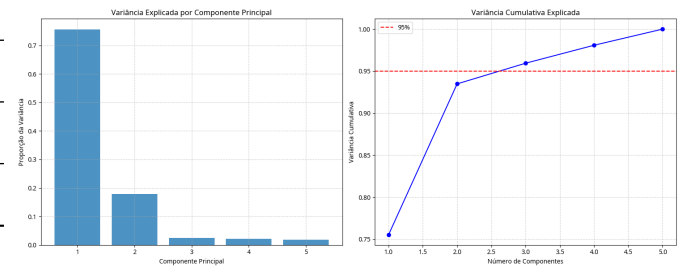 Variância Explicada por Componente Principal
0.7
0.6
0.5
0.4
0.3
0.2
0.1
0.0
Proporção da Variância
1 2 3 4 5
Componente Principal
Variância Cumulativa Explicada
95%
1.00
0.95
0.90
0.85
0.80
0.75
Variância Cumulativa
1.0 1.5 2.0 2.5 3.0 3.5 4.0 4.5 5.0
Número de Componentes